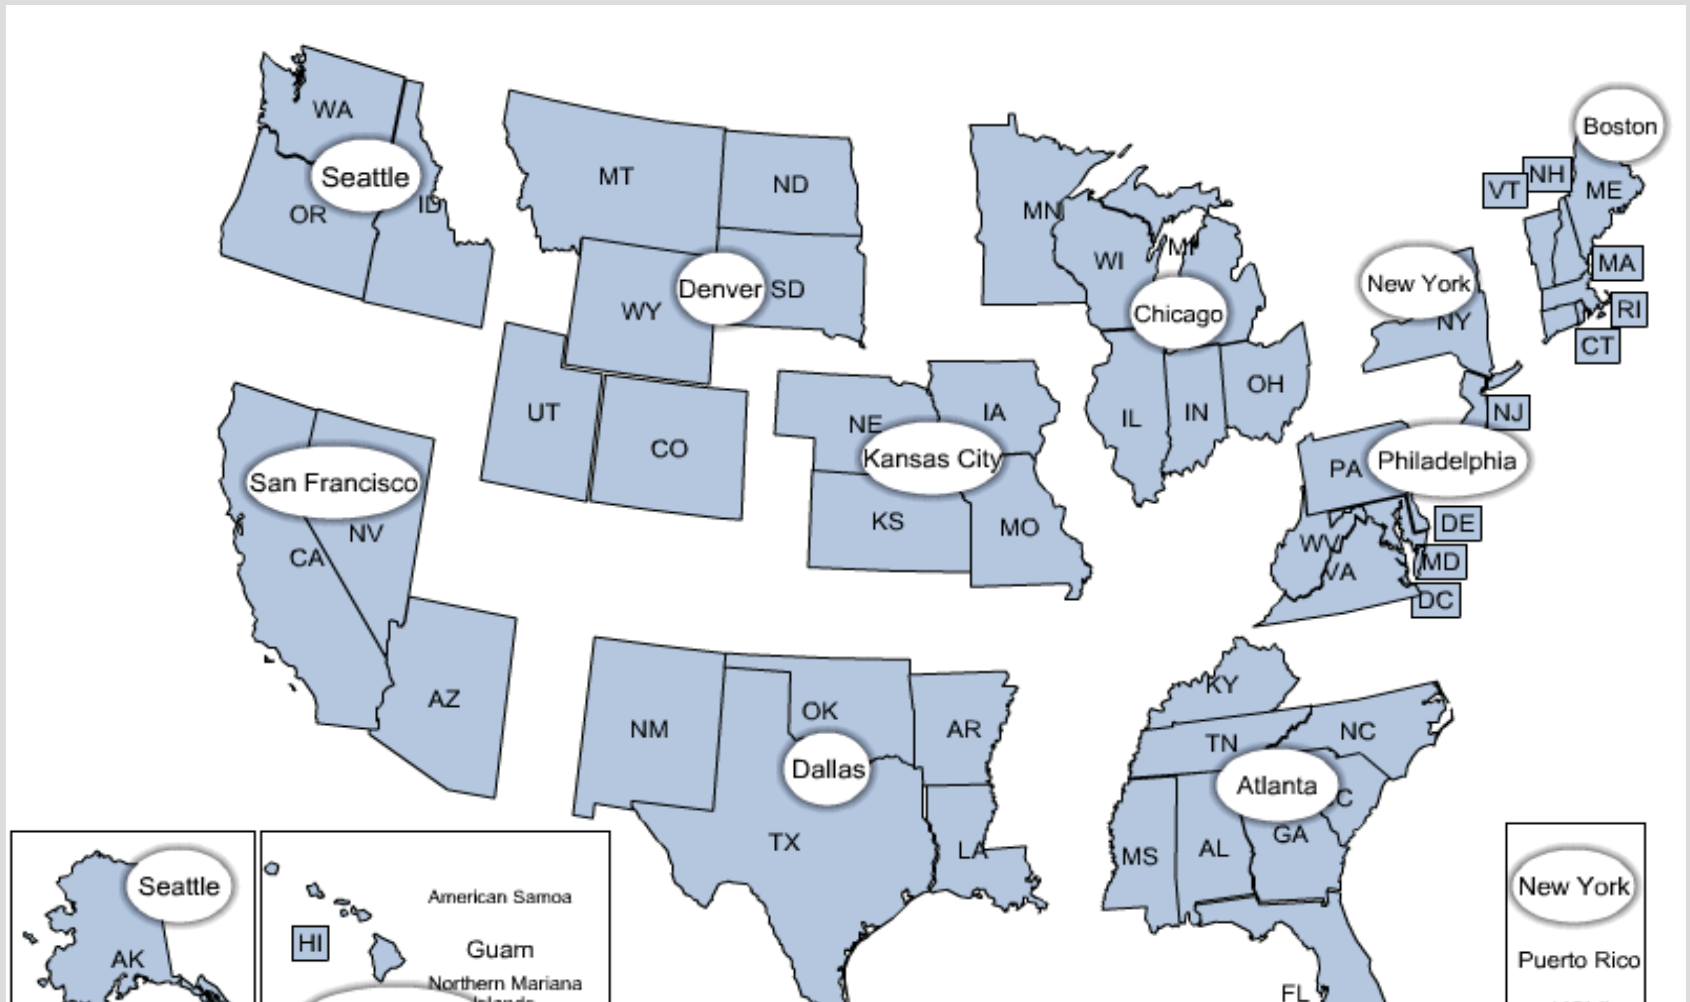 WA
Seattle
OR
ID
MT
ND
WY
Denver
SD
UT
CO
MN
WI
MI
Chicago
IL
IN
OH
Boston
NH
VT
ME
MA
RI
CT
New York
NY
NJ
San Francisco
NV
CA
AZ
NE
IA
Kansas City
KS
MO
PA
Philadelphia
DE
WV
MD
VA
DC
NM
OK
AR
Dallas
TX
LA
KY
TN
NC
Atlanta
C
MS
AL
GA
FL
Seattle
AK
HI
American Samoa
Guam
Northern Mariana
Islands
New York
Puerto Rico